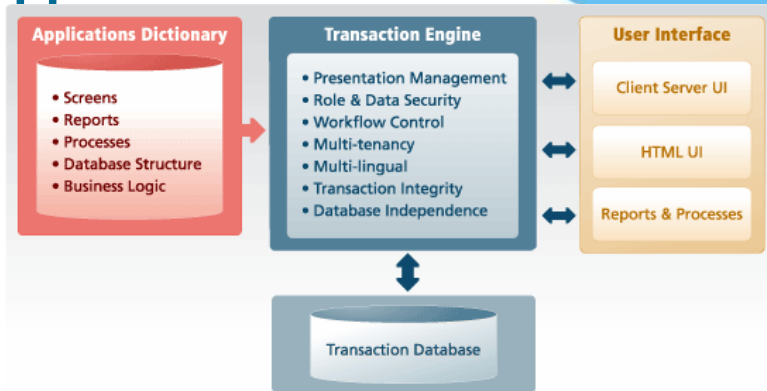 Applications Dictionary
• Screens
• Reports
• Processes
• Database Structure
• Business Logic
Transaction Engine
• Presentation Management
• Role & Data Security
• Workflow Control
• Multi-tenancy
• Multi-lingual
• Transaction Integrity
• Database Independence
User Interface
Client Server UI
HTML UI
Reports & Processes
Transaction Database